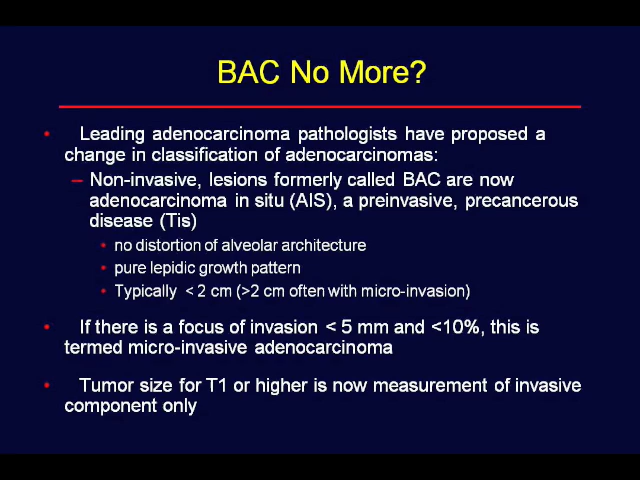 BAC No More?
• Leading adenocarcinoma pathologists have proposed a
change in classification of adenocarcinomas:
– Non-invasive, lesions formerly called BAC are now
adenocarcinoma in situ (AIS), a preinvasive, precancerous
disease (Tis)
• no distortion of alveolar architecture
• pure lepidic growth pattern
• Typically < 2 cm (>2 cm often with micro-invasion)
• If there is a focus of invasion < 5 mm and <10%, this is
termed micro-invasive adenocarcinoma
• Tumor size for T1 or higher is now measurement of invasive
component only